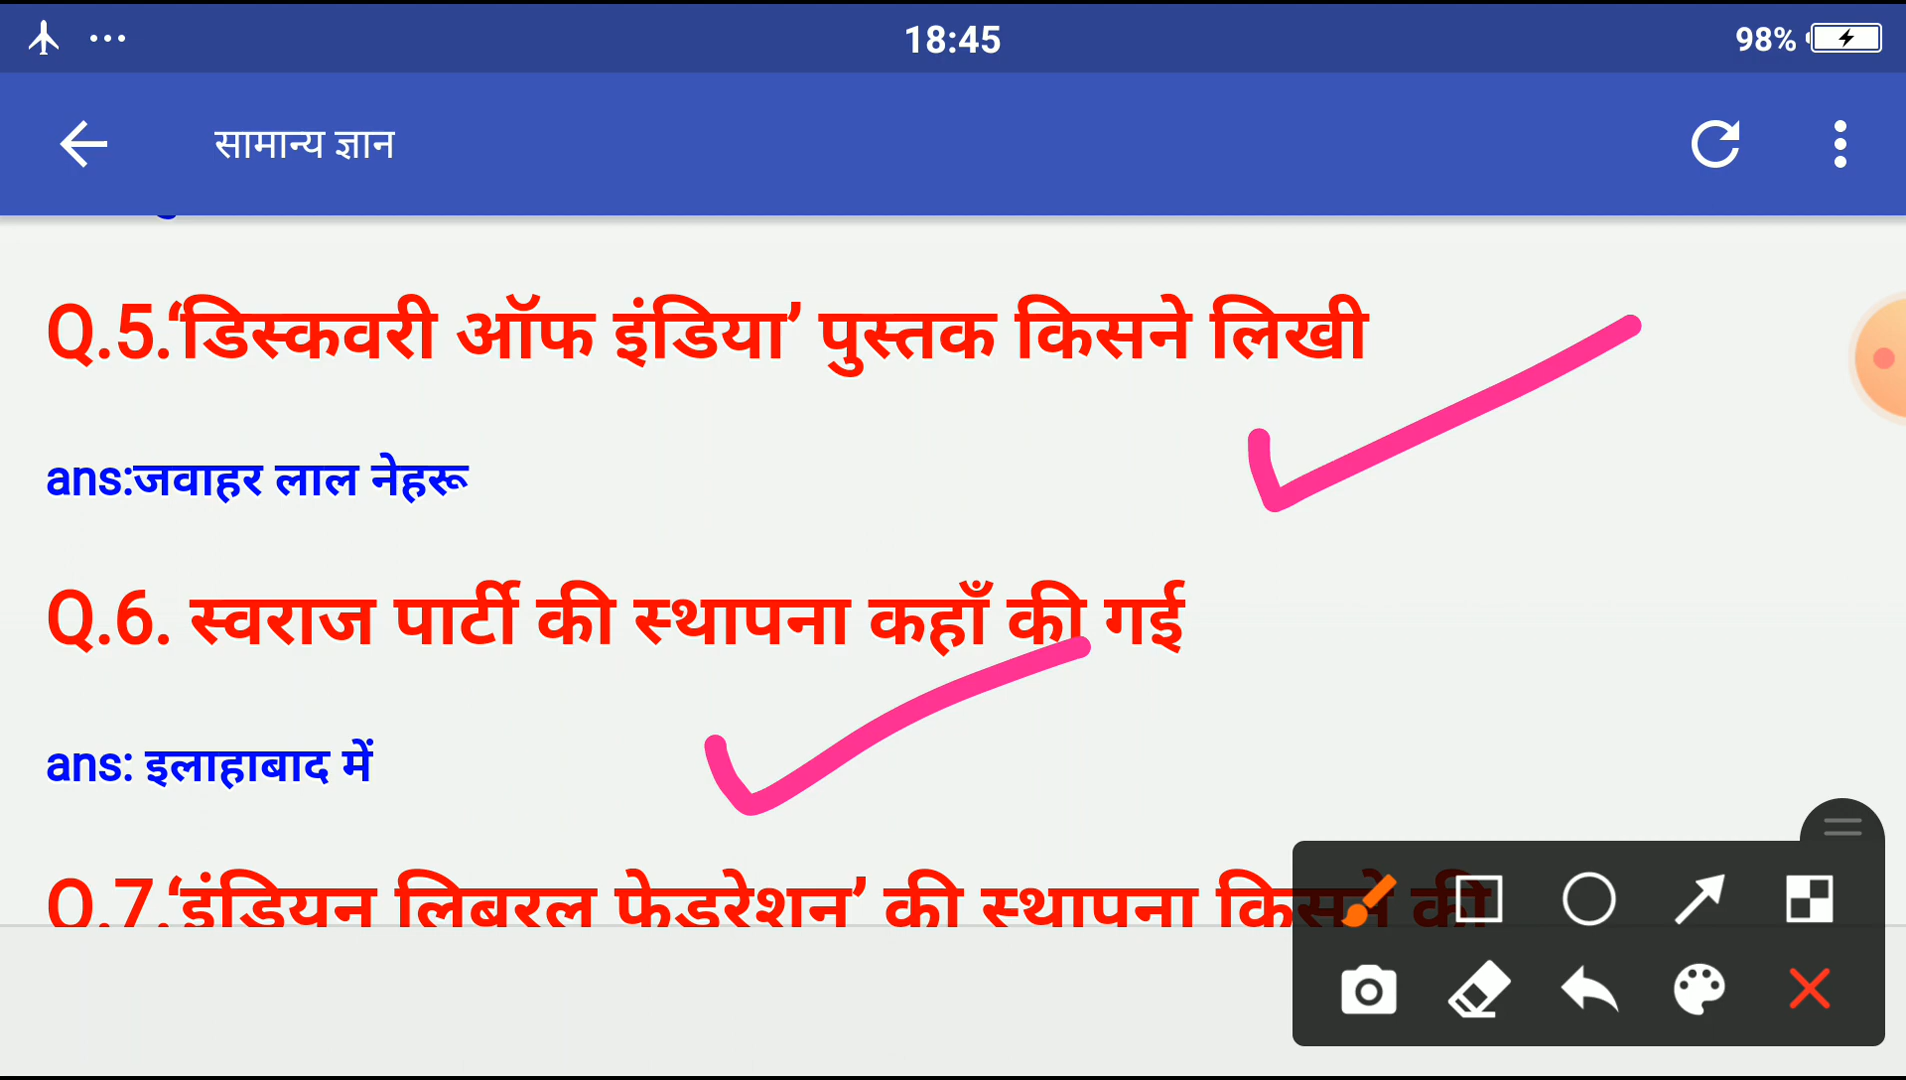 18:45
98%
सामान्य ज्ञान
Q.5.‘डिस्कवरी ऑफ इंडिया’ पुस्तक किसने लिखी
ans:जवाहर लाल नेहरू
Q.6. स्वराज पार्टी की स्थापना कहाँ की गई
ans: इलाहाबाद में
Q.7.‘इंडियन लिबरल फेडरेशन’ की स्थापना किसने की